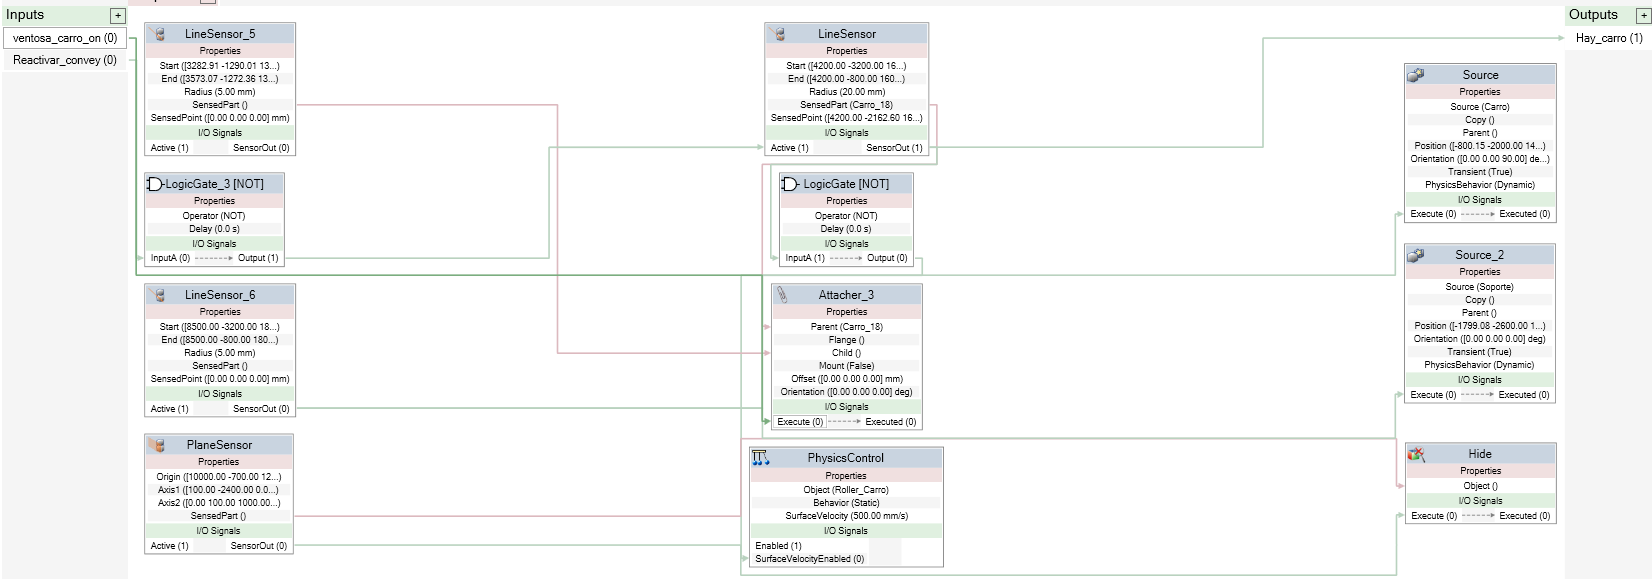 Inputs +
ventosa_carro_on (0)
Reactivar_convey (0)
LineSensor_5
Properties
Start ([3282.91 -1290.01 13...)
End ([3573.07 -1272.36 13...)
Radius (5.00 mm)
SensedPart ()
SensedPoint ([0.00 0.00 0.00] mm)
I/O Signals
Active (1) SensorOut (0)
LogicGate_3 [NOT]
Properties
Operator (NOT)
Delay (0.0 s)
I/O Signals
InputA (0) Output (1)
LineSensor_6
Properties
Start ([8500.00 -3200.00 18...)
End ([8500.00 -800.00 180...)
Radius (5.00 mm)
SensedPart ()
SensedPoint ([0.00 0.00 0.00] mm)
I/O Signals
Active (1) SensorOut (0)
PlaneSensor
Properties
Origin ([10000.00 -700.00 12...)
Axis1 ([100.00 -2400.00 0.0...)
Axis2 ([0.00 100.00 1000.00...)
SensedPart ()
I/O Signals
Active (1) SensorOut (0)
LineSensor
Properties
Start ([4200.00 -3200.00 16...)
End ([4200.00 -800.00 160...)
Radius (20.00 mm)
SensedPart (Carro_18)
SensedPoint ([4200.00 -2162.60 16...)
I/O Signals
Active (1) SensorOut (1)
LogicGate [NOT]
Properties
Operator (NOT)
Delay (0.0 s)
I/O Signals
InputA (1) Output (0)
Attacher_3
Properties
Parent (Carro_18)
Flange ()
Child ()
Mount (False)
Offset ([0.00 0.00 0.00] mm)
Orientation ([0.00 0.00 0.00] deg)
I/O Signals
Execute (0) Executed (0)
PhysicsControl
Properties
Object (Roller_Carro)
Behavior (Static)
SurfaceVelocity (500.00 mm/s)
I/O Signals
Enabled (1)
SurfaceVelocityEnabled (0)
Outputs +
Hay_carro (1)
Source
Properties
Source (Carro)
Copy ()
Parent ()
Position ([-800.15 -2000.00 14...)
Orientation ([0.00 0.00 90.00] de...)
Transient (True)
PhysicsBehavior (Dynamic)
I/O Signals
Execute (0) Executed (0)
Source_2
Properties
Source (Soporte)
Copy ()
Parent ()
Position ([-1799.08 -2600.00 1...)
Orientation ([0.00 0.00 0.00] deg)
Transient (True)
PhysicsBehavior (Dynamic)
I/O Signals
Execute (0) Executed (0)
Hide
Properties
Object ()
I/O Signals
Execute (0) Executed (0)